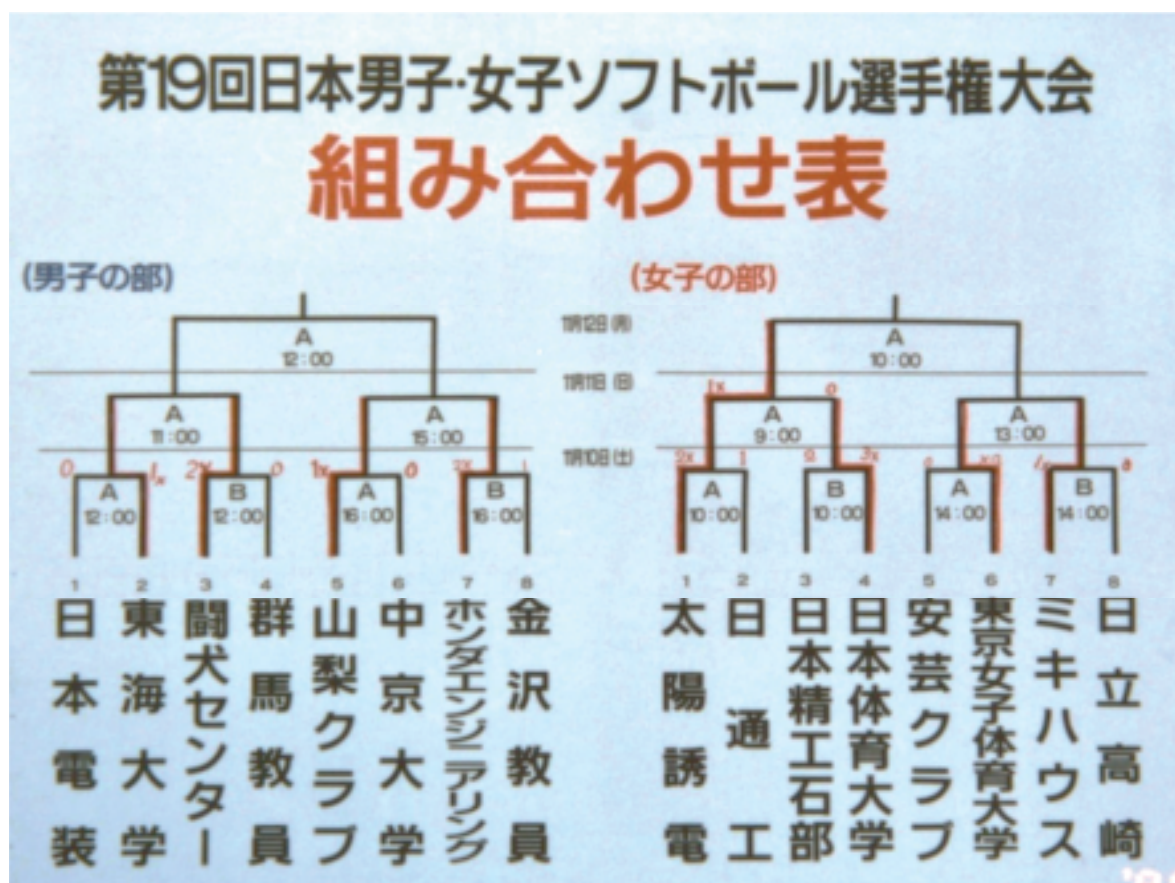 第19回日本男子・女子ソフトボール選手権大会
組み合わせ表
(男子の部)
(女子の部)
11月12日(月)
A
12:00
A
10:00
11月11日(日)
A
11:00
A
15:00
1x
0
A
9:00
A
13:00
11月10日(土)
0
1x
2x
0
1x
0
A
12:00
B
12:00
A
16:00
B
16:00
2x
1
3x
A
10:00
B
10:00
A
14:00
B
14:00
1 2 3 4 5 6 7 8
1 2 3 4 5 6 7 8
日本電装
東海大学
闘犬センター
群馬教員
山梨クラブ
中京大学
ホンダエンジニアリング
金沢教員
太陽誘電
日通工
日本精工石部
日本体育大学
安芸クラブ
東京女子体育大学
ミキハウス
日立高崎